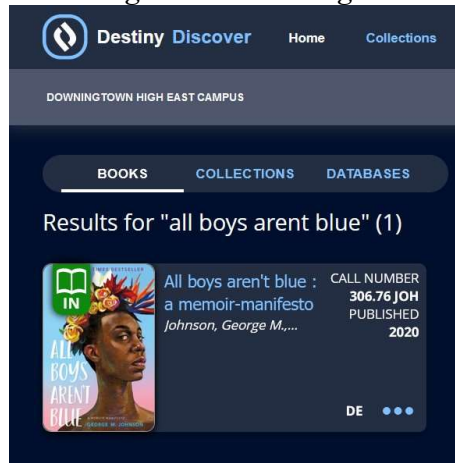 Destiny Discover Home Collections
DOWNINGTOWN HIGH EAST CAMPUS
BOOKS COLLECTIONS DATABASES
Results for "all boys arent blue" (1)
IN
TIMES BESTSELLER
ALL
BOYS
AREN'T
BLUE
GEORGE M. JOHNSON
All boys aren't blue :
a memoir-manifesto
Johnson, George M.,...
CALL NUMBER
306.76 JOH
PUBLISHED
2020
DE